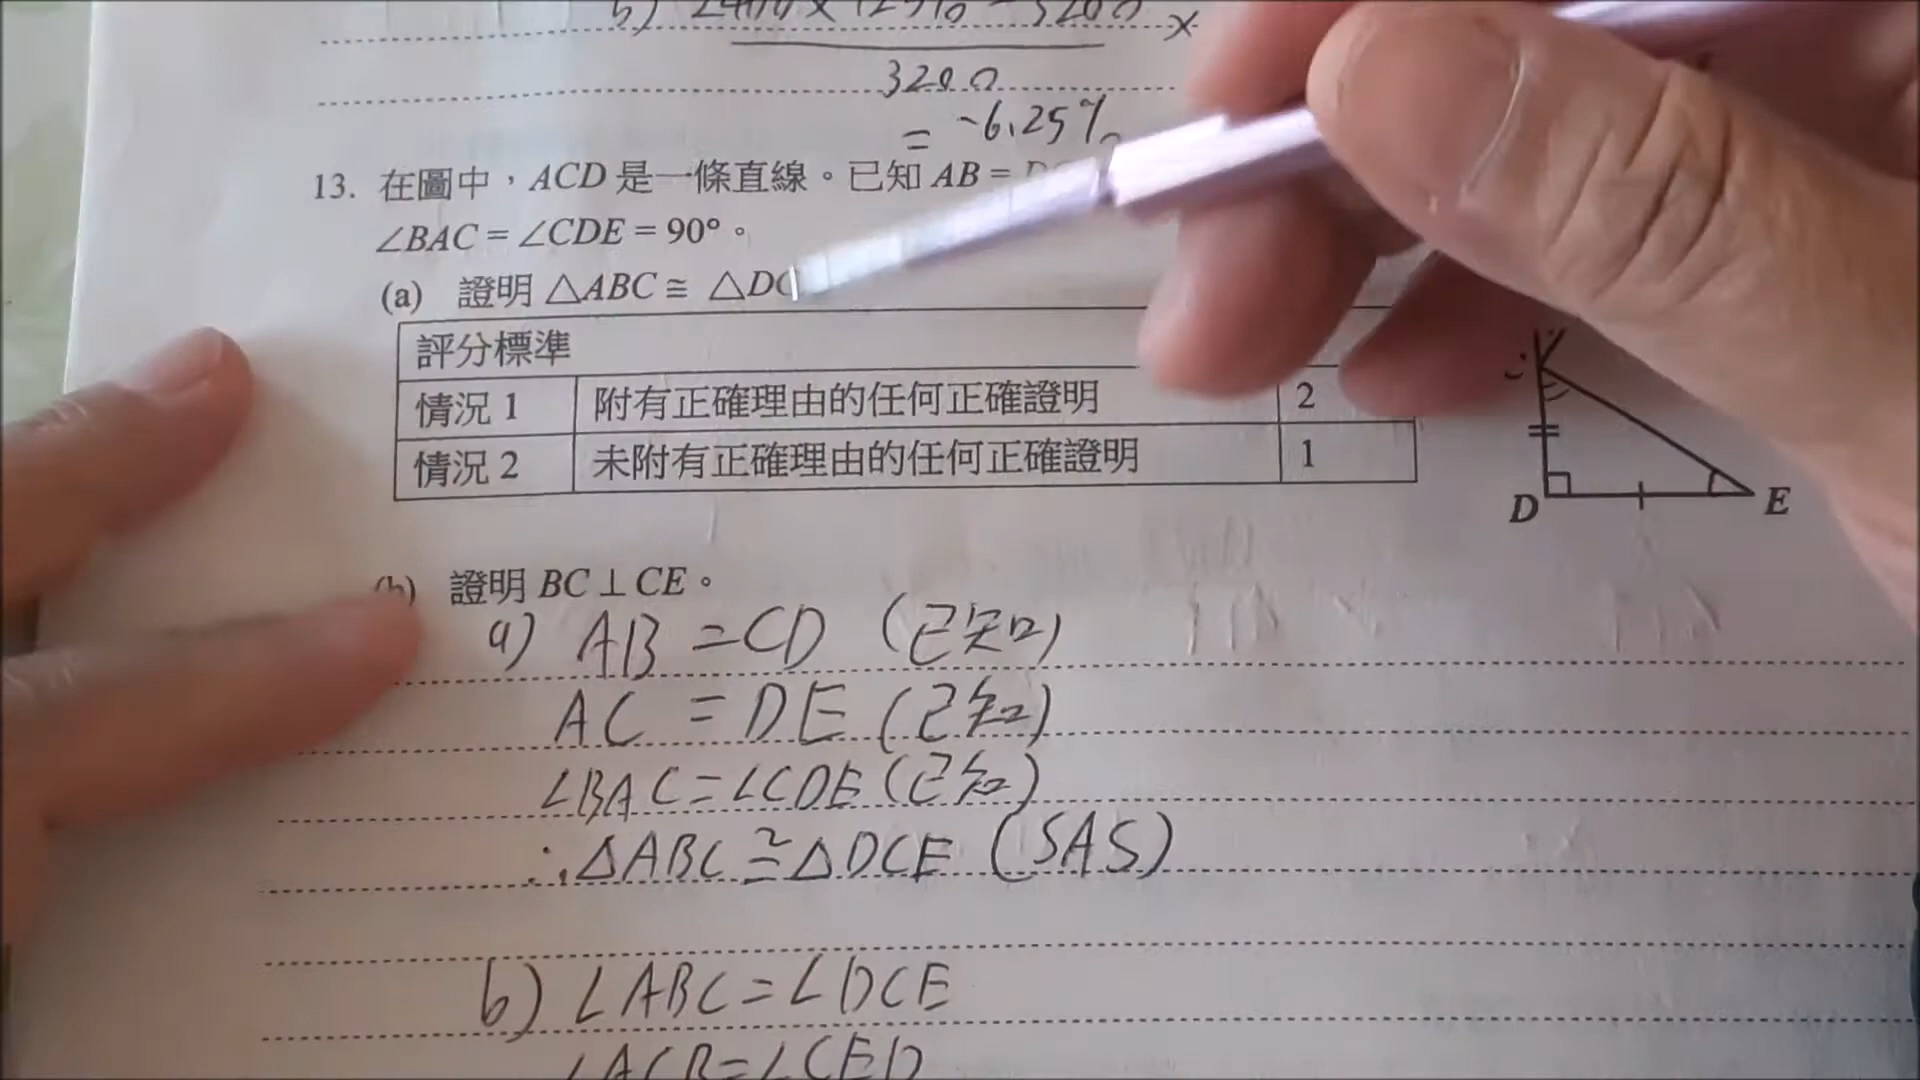 3200
= -6.25%
13. 在圖中，ACD 是一條直線。已知 AB =
∠BAC = ∠CDE = 90°。
(a) 證明 △ABC ≅ △DC
評分標準
情況 1 附有正確理由的任何正確證明 2
情況 2 未附有正確理由的任何正確證明 1
D E
(b) 證明 BC ⊥ CE。
a) AB = CD (已知)
AC = DE (已知)
∠BAC = ∠CDE (已知)
∴ △ABC ≅ △DCE (SAS)
b) ∠ABC = ∠DCE
∠ACB = ∠CED